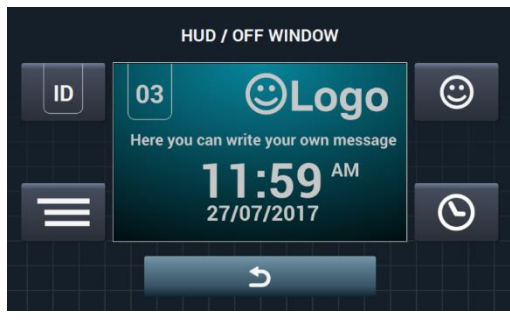 HUD / OFF WINDOW
ID
03
Logo
Here you can write your own message
11:59 AM
27/07/2017